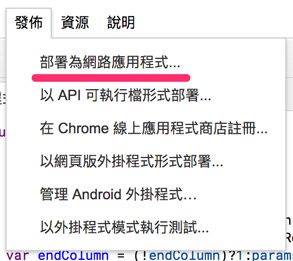 發佈 資源 說明
部署為網路應用程式...
以 API 可執行檔形式部署...
在 Chrome 線上應用程式商店註冊...
以網頁版外掛程式形式部署...
管理 Android 外掛程式...
以外掛程式模式執行測試...
var endColumn = (!endColumn)?1:params